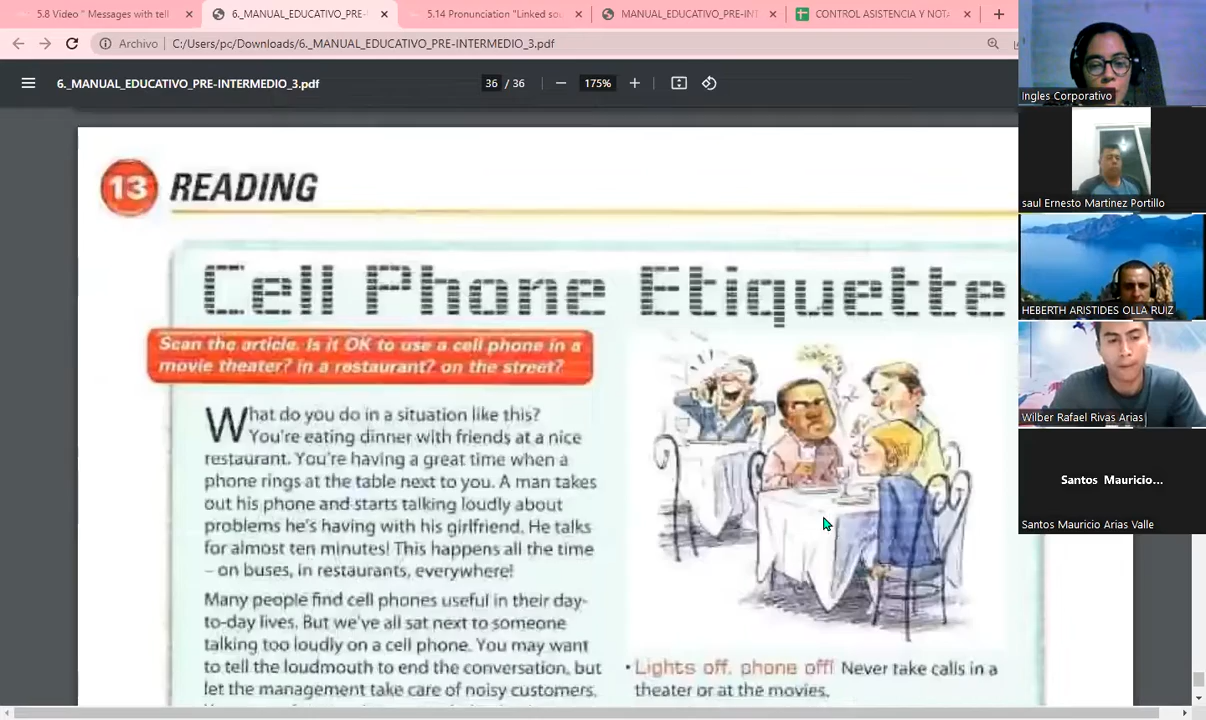 5.8 Video " Messages with tell
6._MANUAL_EDUCATIVO_PRE-
5.14 Pronunciation "Linked sou
MANUAL_EDUCATIVO_PRE-INT
CONTROL ASISTENCIA Y NOTA
Archivo
C:/Users/pc/Downloads/6._MANUAL_EDUCATIVO_PRE-INTERMEDIO_3.pdf
6._MANUAL_EDUCATIVO_PRE-INTERMEDIO_3.pdf
36 / 36
175%
13 READING
Cell Phone Etiquette
Scan the article. Is it OK to use a cell phone in a
movie theater? in a restaurant? on the street?
What do you do in a situation like this?
You're eating dinner with friends at a nice
restaurant. You're having a great time when a
phone rings at the table next to you. A man takes
out his phone and starts talking loudly about
problems he's having with his girlfriend. He talks
for almost ten minutes! This happens all the time
– on buses, in restaurants, everywhere!
Many people find cell phones useful in their day-
to-day lives. But we've all sat next to someone
talking too loudly on a cell phone. You may want
to tell the loudmouth to end the conversation, but
let the management take care of noisy customers.
• Lights off, phone off! Never take calls in a
theater or at the movies.
Ingles Corporativo
saul Ernesto Martinez Portillo
HEBERTH ARISTIDES OLLA RUIZ
Wilber Rafael Rivas Arias
Santos Mauricio...
Santos Mauricio Arias Valle